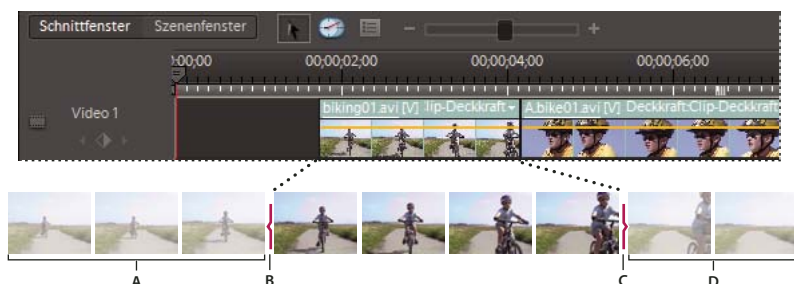 Schnittfenster Szenenfenster
;00;00 00;00;02;00 00;00;04;00 00;00;06;00
Video 1
biking01.avi [V] :lip-Deckkraft A.bike01.avi [V] Deckkraft:Clip-Deckkraft
A B C D